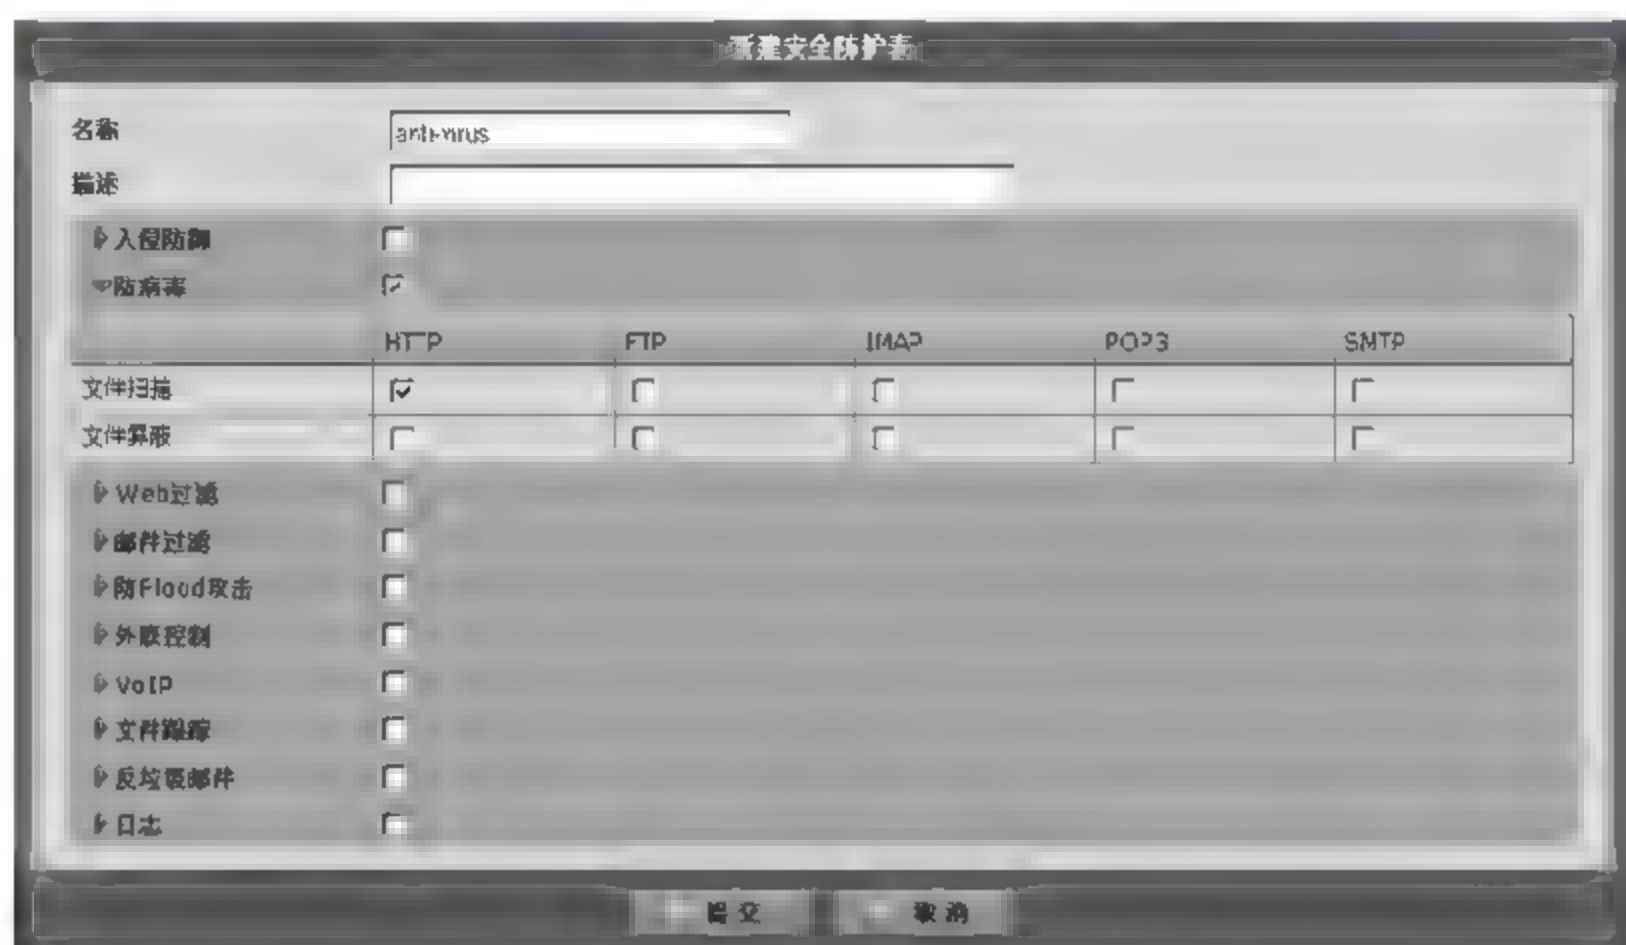 新建安全防护表
名称 antivirus
描述
入侵防御
防病毒
HTTP FTP IMAP POP3 SMTP
文件扫描
文件屏蔽
Web过滤
邮件过滤
防Flood攻击
外联控制
VoIP
文件跟踪
反垃圾邮件
日志
提交 取消